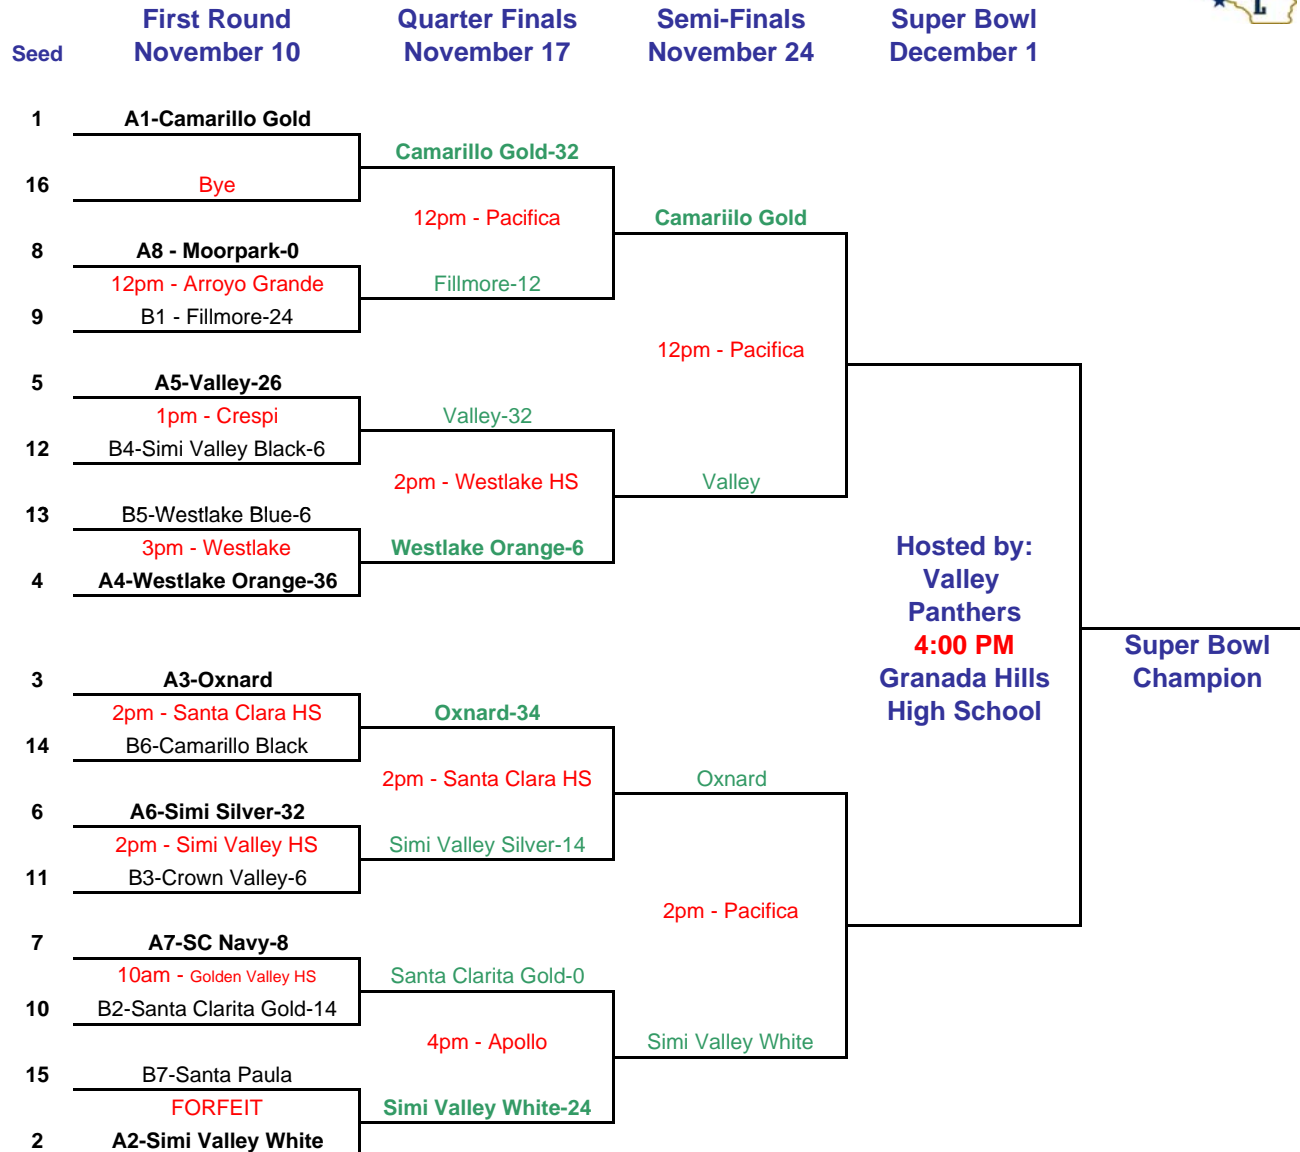 First Round Quarter Finals Semi-Finals Super Bowl
Seed November 10 November 17 November 24 December 1
1 A1-Camarillo Gold
Camarillo Gold-32
16 Bye
12pm - Pacifica Camariilo Gold
8 A8 - Moorpark-0
12pm - Arroyo Grande Fillmore-12
9 B1 - Fillmore-24
12pm - Pacifica
5 A5-Valley-26
1pm - Crespi Valley-32
12 B4-Simi Valley Black-6
2pm - Westlake HS Valley
13 B5-Westlake Blue-6
3pm - Westlake Westlake Orange-6 Hosted by:
4 A4-Westlake Orange-36 Valley
Panthers
4:00 PM Super Bowl
3 A3-Oxnard Granada Hills Champion
2pm - Santa Clara HS Oxnard-34 High School
14 B6-Camarillo Black
2pm - Santa Clara HS Oxnard
6 A6-Simi Silver-32
2pm - Simi Valley HS Simi Valley Silver-14
11 B3-Crown Valley-6
2pm - Pacifica
7 A7-SC Navy-8
10am - Golden Valley HS Santa Clarita Gold-0
10 B2-Santa Clarita Gold-14
4pm - Apollo Simi Valley White
15 B7-Santa Paula
FORFEIT Simi Valley White-24
2 A2-Simi Valley White